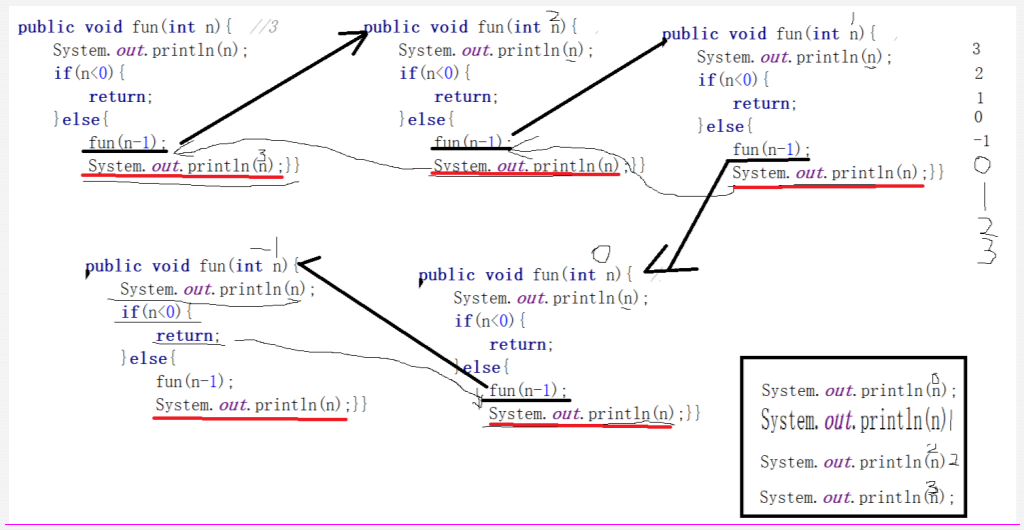 public void fun(int n){ //3
System.out.println(n);
if(n<0){
return;
}else{
fun(n-1);
3
System.out.println(n);}}
2
public void fun(int n){
System.out.println(n);
if(n<0){
return;
}else{
fun(n-1);
System.out.println(n);}}
1
public void fun(int n){
System.out.println(n);
if(n<0){
return;
}else{
fun(n-1);
System.out.println(n);}}
3
2
1
0
-1
0
1
2
3
-1
public void fun(int n){
System.out.println(n);
if(n<0){
return;
}else{
fun(n-1);
System.out.println(n);}}
0
public void fun(int n){
System.out.println(n);
if(n<0){
return;
}else{
fun(n-1);
System.out.println(n);}}
0
System.out.println(n);
System.out.println(n)1
2
System.out.println(n)2
3
System.out.println(n);